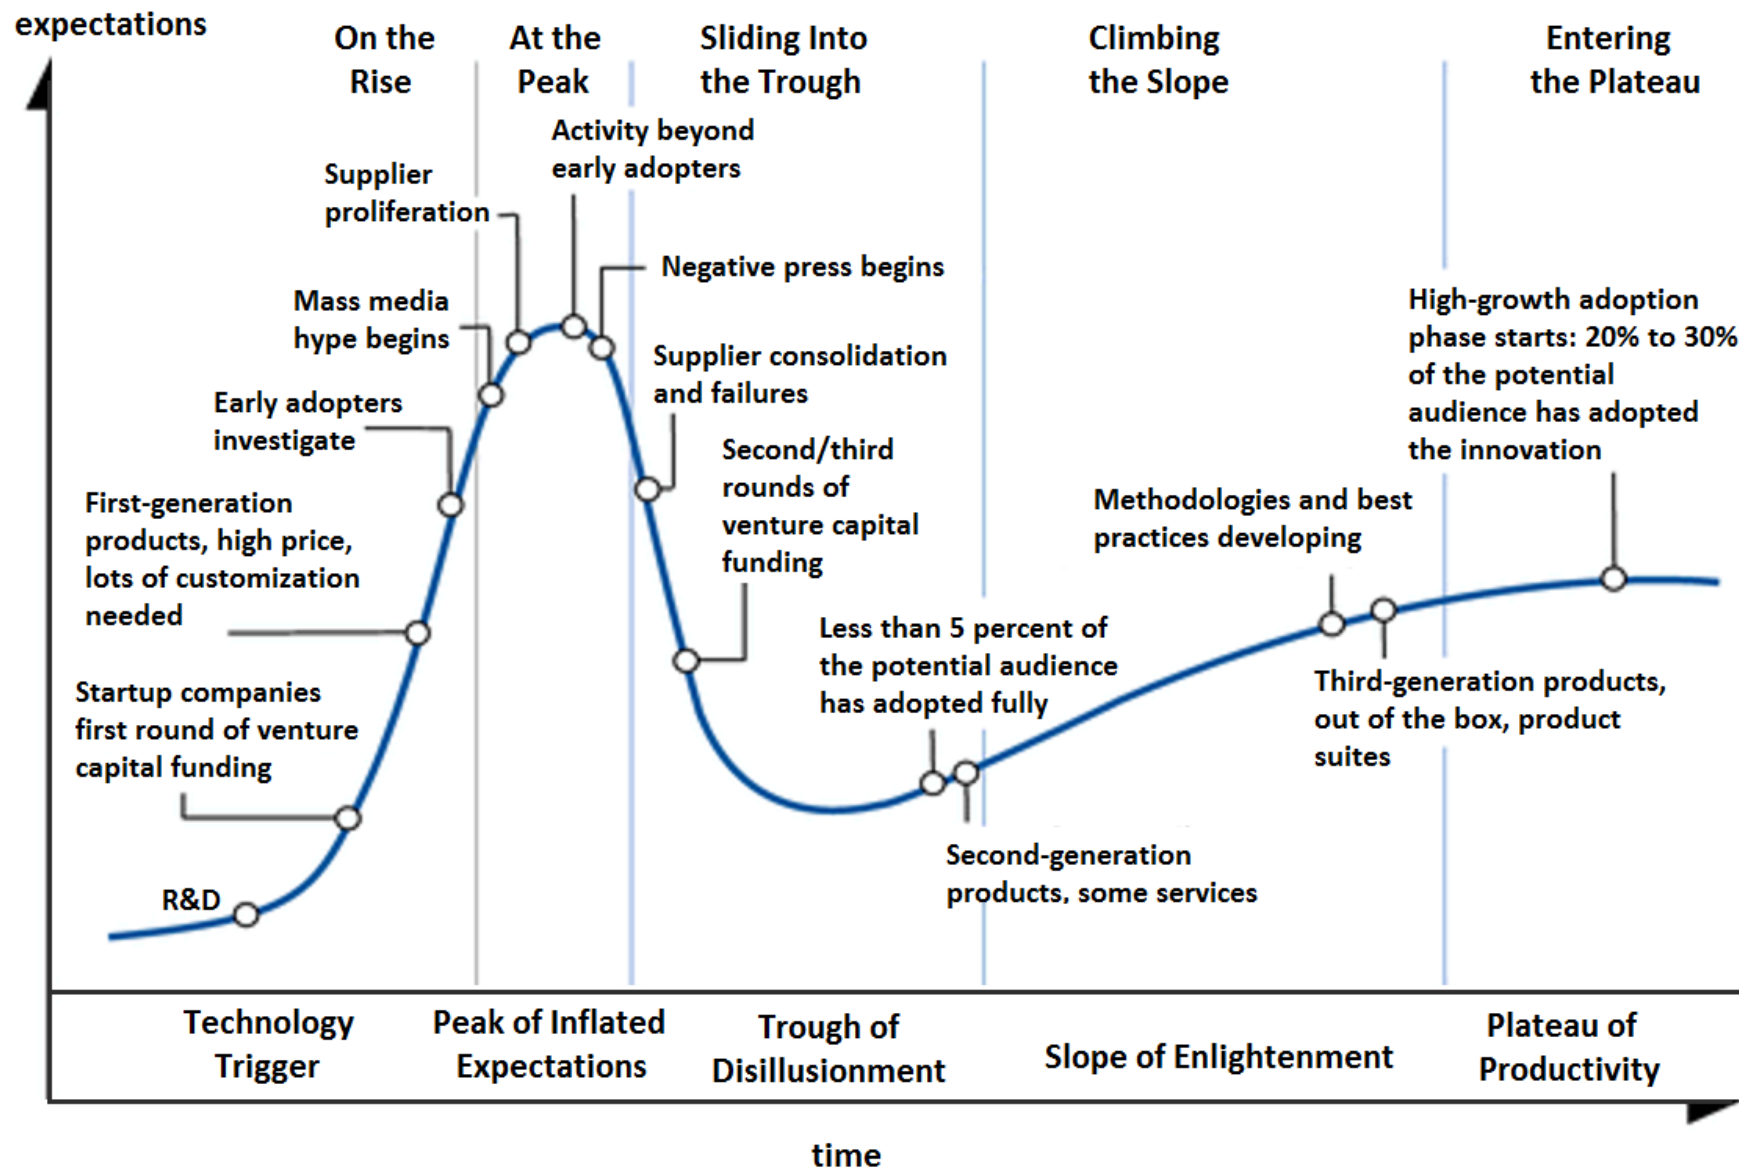 expectations
On the
Rise
At the
Peak
Sliding Into
the Trough
Climbing
the Slope
Entering
the Plateau
Activity beyond
early adopters
Supplier
proliferation
Negative press begins
Mass media
hype begins
Supplier consolidation
and failures
Early adopters
investigate
Second/third
rounds of
venture capital
funding
First-generation
products, high price,
lots of customization
needed
High-growth adoption
phase starts: 20% to 30%
of the potential
audience has adopted
the innovation
Methodologies and best
practices developing
Less than 5 percent of
the potential audience
has adopted fully
Startup companies
first round of venture
capital funding
Third-generation products,
out of the box, product
suites
Second-generation
products, some services
R&D
Technology
Trigger
Peak of Inflated
Expectations
Trough of
Disillusionment
Slope of Enlightenment
Plateau of
Productivity
time